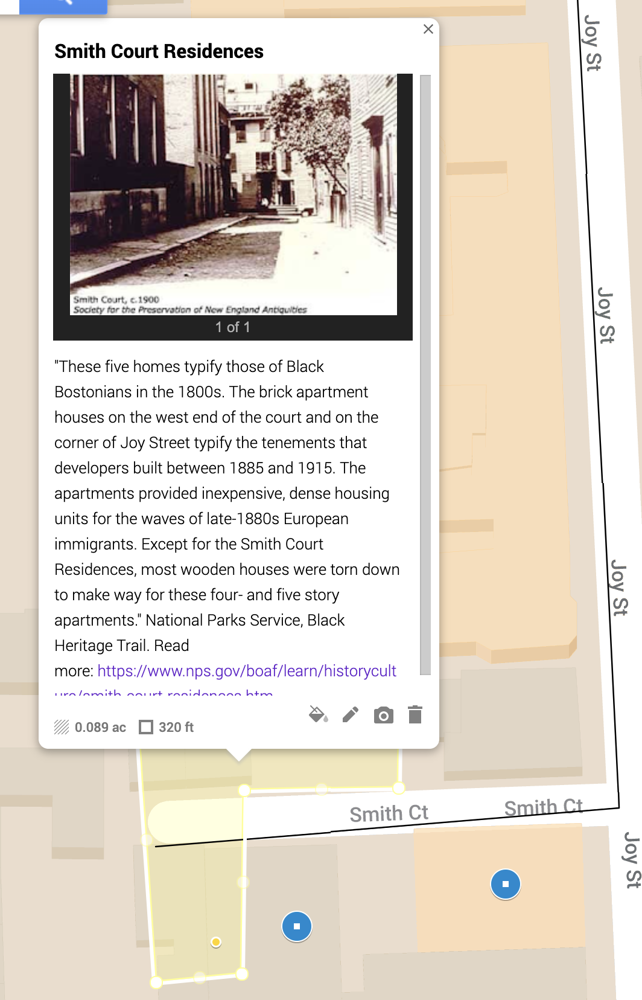 Smith Court Residences
Smith Court, c.1900
Society for the Preservation of New England Antiquities
1 of 1
"These five homes typify those of Black
Bostonians in the 1800s. The brick apartment
houses on the west end of the court and on the
corner of Joy Street typify the tenements that
developers built between 1885 and 1915. The
apartments provided inexpensive, dense housing
units for the waves of late-1880s European
immigrants. Except for the Smith Court
Residences, most wooden houses were torn down
to make way for these four- and five story
apartments." National Parks Service, Black
Heritage Trail. Read
more: https://www.nps.gov/boaf/learn/historycult
ure/smith-court-residences.htm
0.089 ac 320 ft
Joy St
Joy St
Joy St
Smith Ct
Smith Ct
Joy St